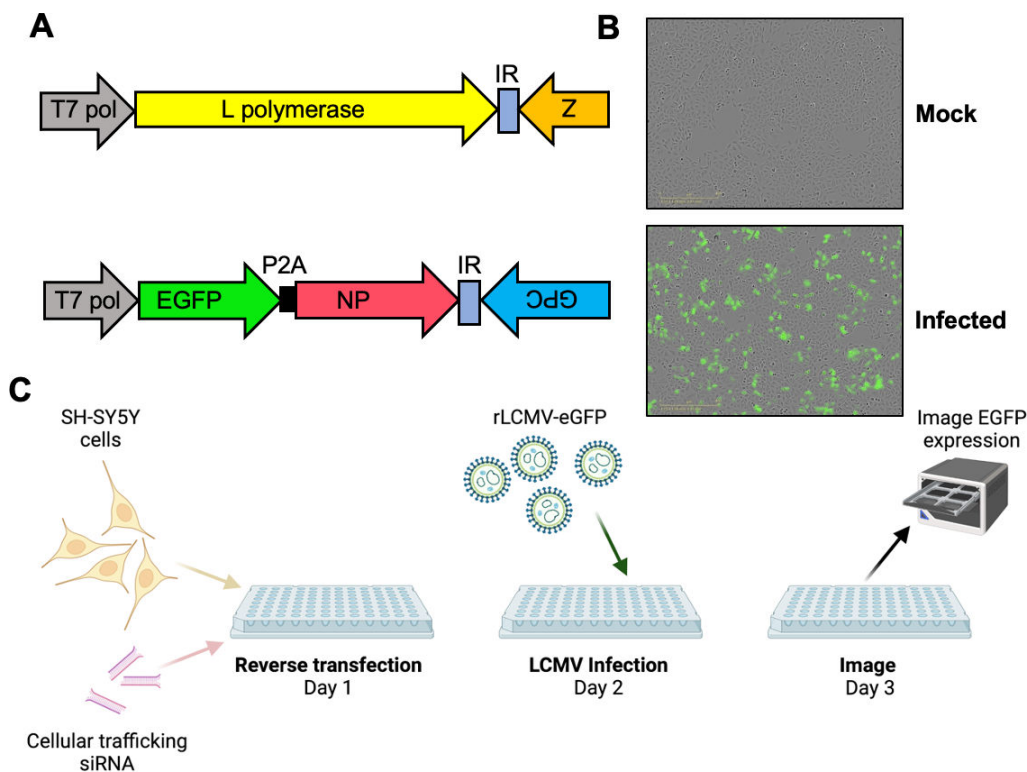 A
B
T7 pol
L polymerase
IR
Z
Mock
T7 pol
EGFP
P2A
NP
IR
GPC
Infected
C
SH-SY5Y
cells
rLCMV-eGFP
Image EGFP
expression
Reverse transfection
Day 1
LCMV Infection
Day 2
Image
Day 3
Cellular trafficking
siRNA